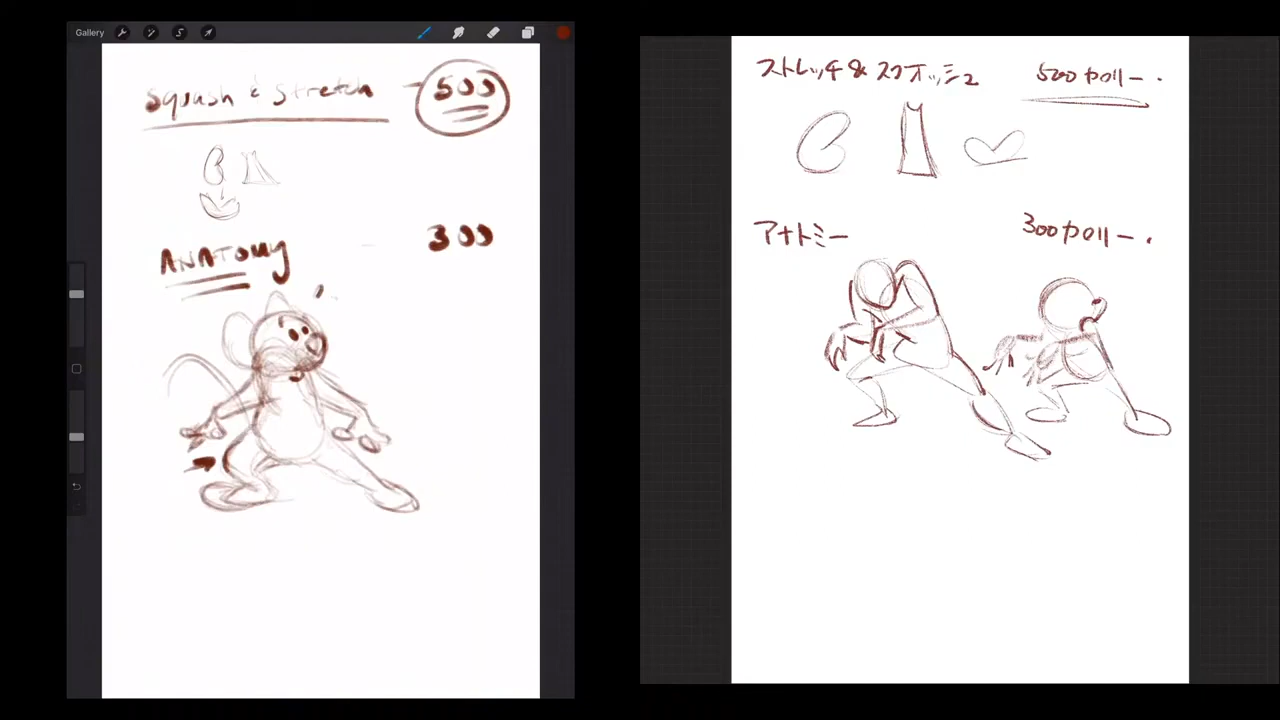 Gallery
Squash & Stretch - 500
ANATOMY 300
ストレッチ & スクオッシュ 500カロリー.
アナトミー 300カロリー.